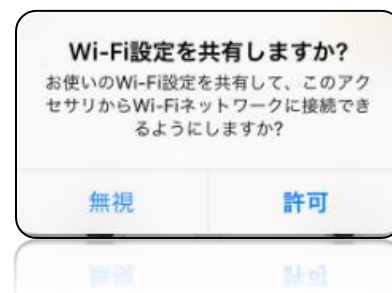 Wi-Fi設定を共有しますか?
お使いのWi-Fi設定を共有して、このアク
セサリからWi-Fiネットワークに接続でき
るようにしますか?
無視
許可